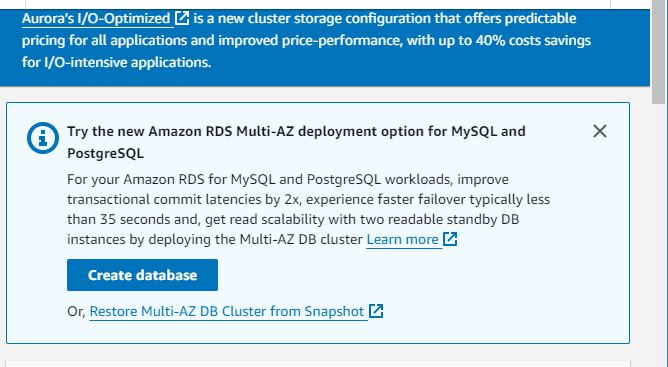 Aurora's I/O-Optimized is a new cluster storage configuration that offers predictable
pricing for all applications and improved price-performance, with up to 40% costs savings
for I/O-intensive applications.
Try the new Amazon RDS Multi-AZ deployment option for MySQL and
PostgreSQL
For your Amazon RDS for MySQL and PostgreSQL workloads, improve
transactional commit latencies by 2x, experience faster failover typically less
than 35 seconds and, get read scalability with two readable standby DB
instances by deploying the Multi-AZ DB cluster Learn more
Create database
Or, Restore Multi-AZ DB Cluster from Snapshot